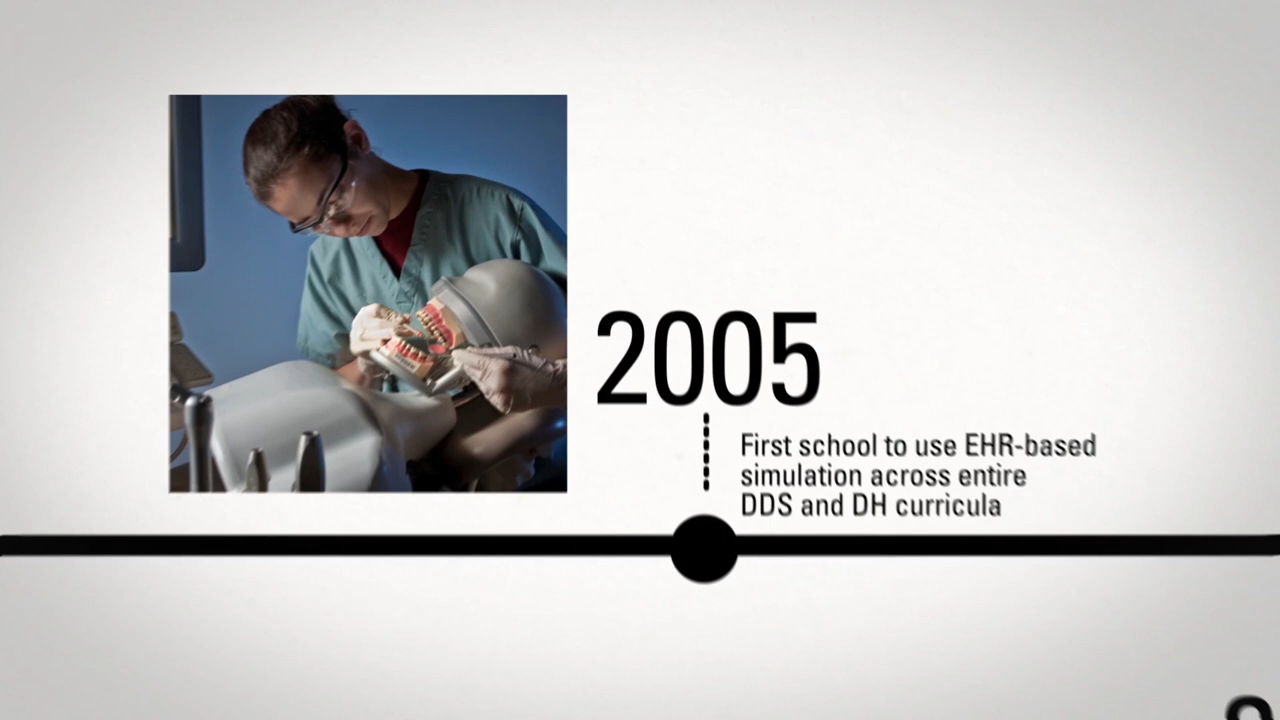 2005
First school to use EHR-based
simulation across entire
DDS and DH curricula